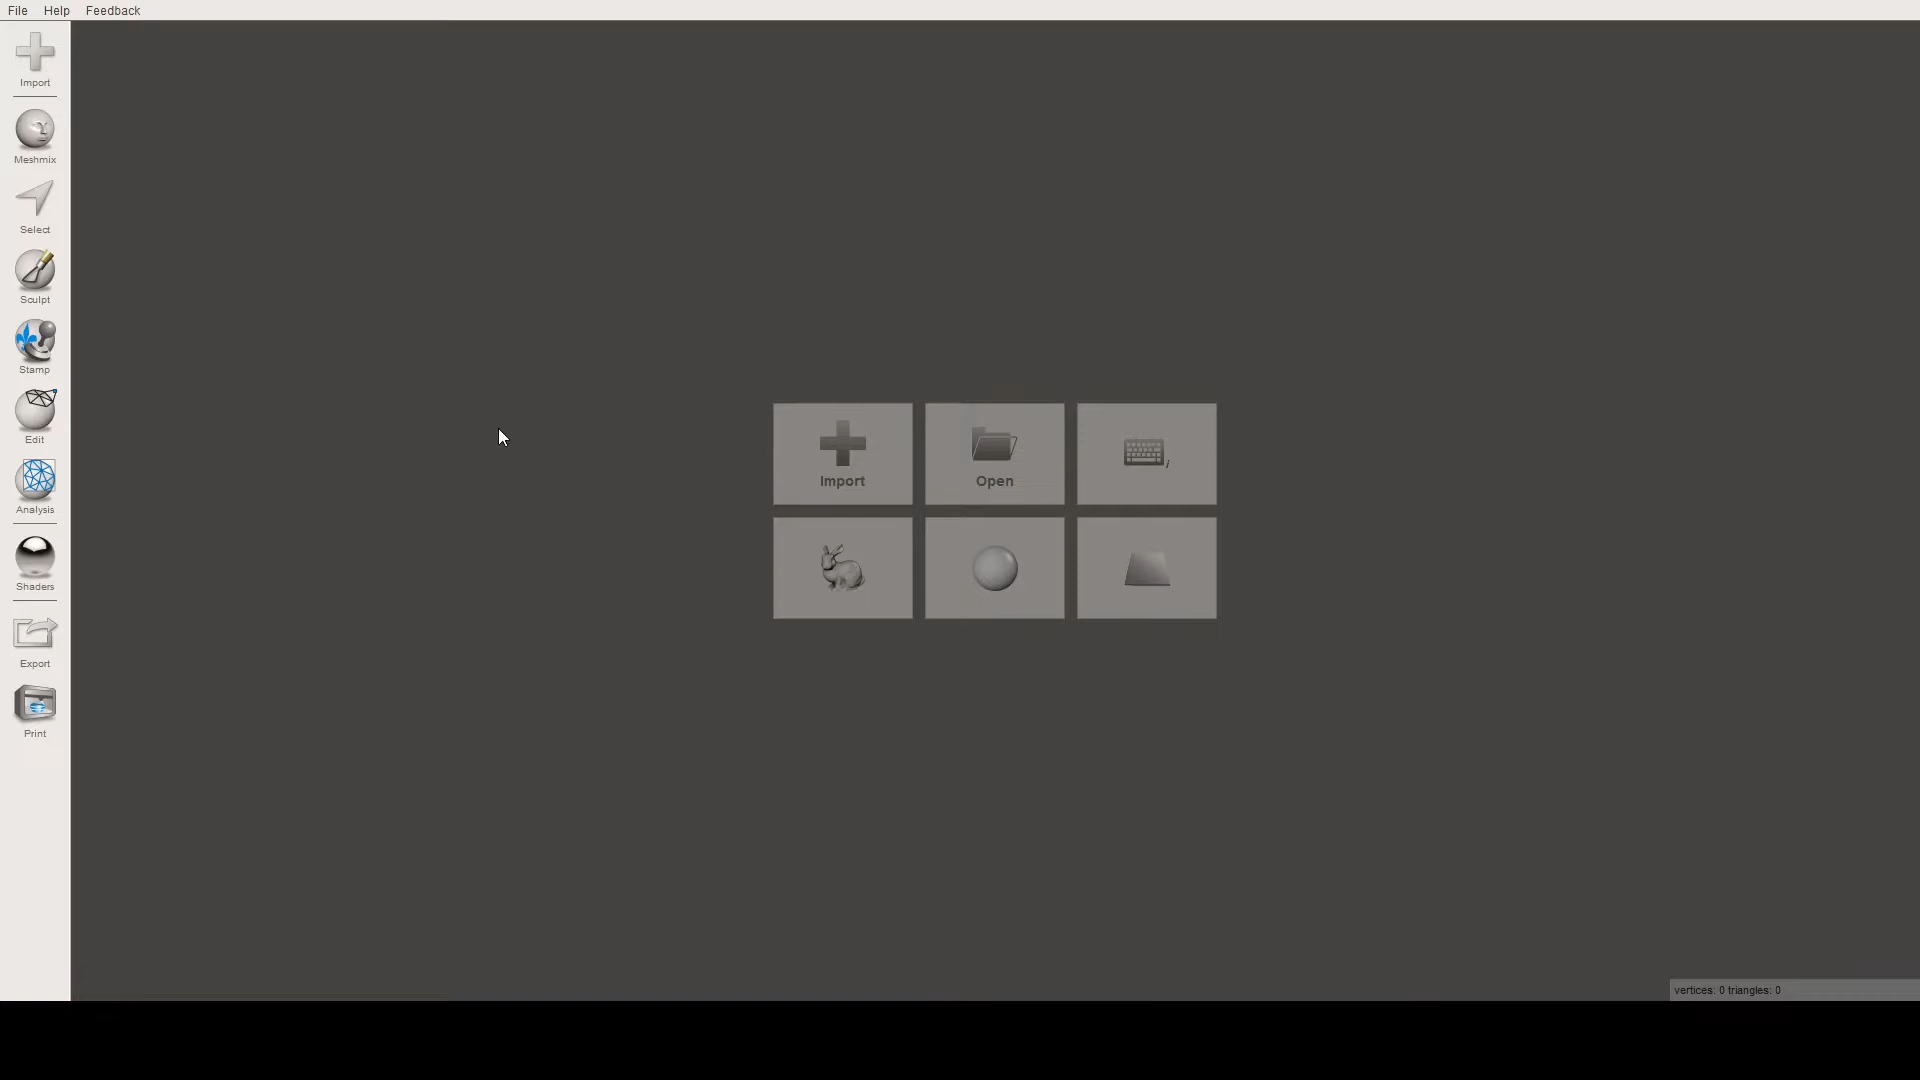 File Help Feedback
Import
Meshmix
Select
Sculpt
Stamp
Edit
Analysis
Shaders
Export
Print
Import Open
i
vertices: 0 triangles: 0